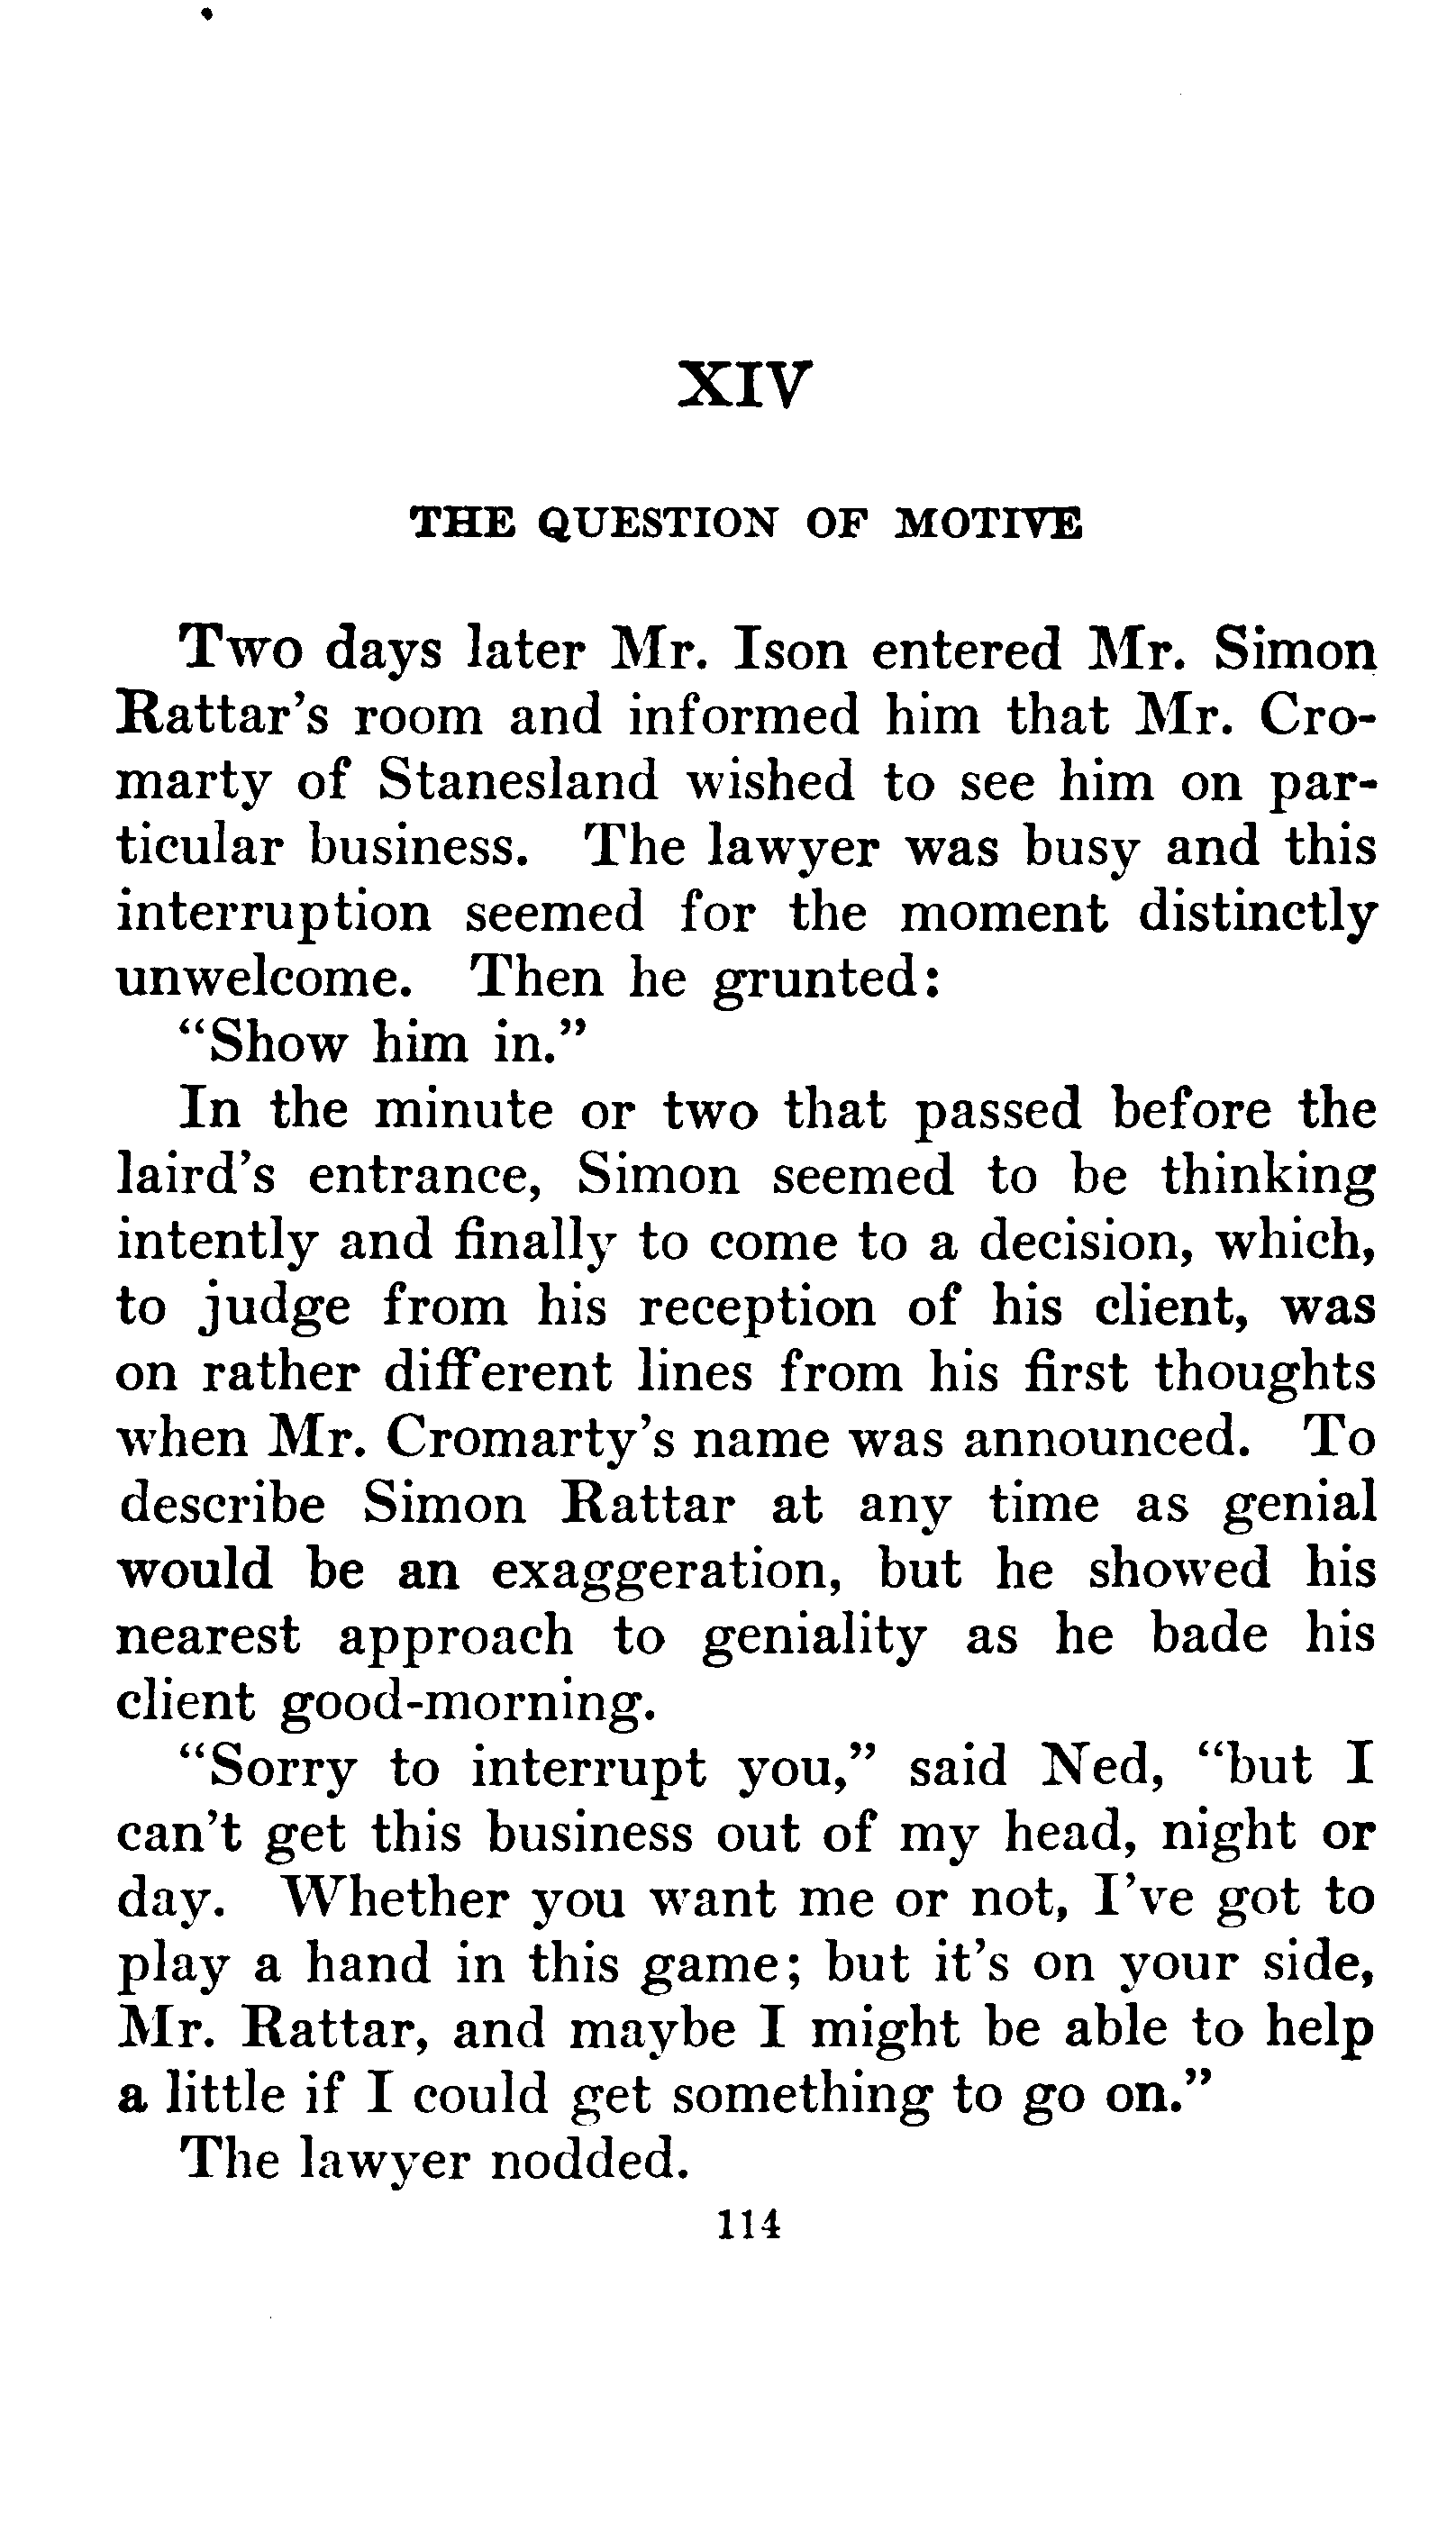 XIV
THE QUESTION OF MOTIVE
Two days later Mr. Ison entered Mr. Simon
Rattar's room and informed him that Mr. Cro-
marty of Stanesland wished to see him on par-
ticular business. The lawyer was busy and this
interruption seemed for the moment distinctly
unwelcome. Then he grunted:
"Show him in."
In the minute or two that passed before the
laird's entrance, Simon seemed to be thinking
intently and finally to come to a decision, which,
to judge from his reception of his client, was
on rather different lines from his first thoughts
when Mr. Cromarty's name was announced. To
describe Simon Rattar at any time as genial
would be an exaggeration, but he showed his
nearest approach to geniality as he bade his
client good-morning.
"Sorry to interrupt you," said Ned, "but I
can't get this business out of my head, night or
day. Whether you want me or not, I've got to
play a hand in this game; but it's on your side,
Mr. Rattar, and maybe I might be able to help
a little if I could get something to go on."
The lawyer nodded.
114